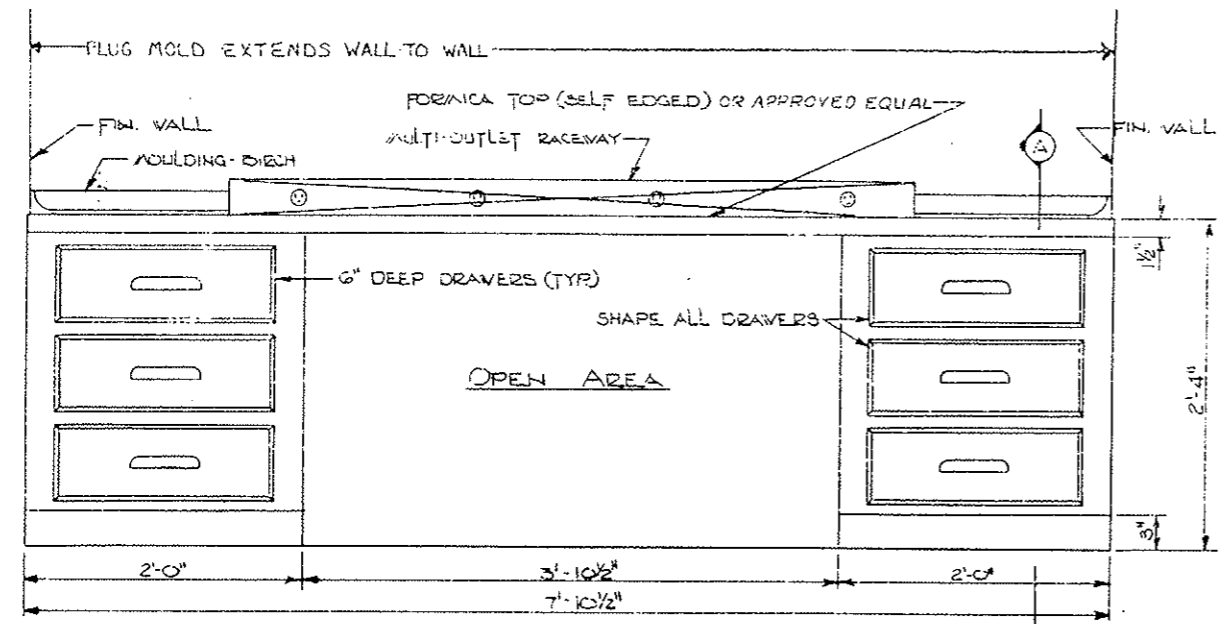 PLUG MOLD EXTENDS WALL TO WALL
FORMICA TOP (SELF EDGED) OR APPROVED EQUAL
FIN. WALL
MULTI-OUTLET RACEWAY
FIN. WALL
MOULDING-BIRCH
A
1½"
6" DEEP DRAWERS (TYP.)
SHAPE ALL DRAWERS
OPEN AREA
2'-4"
3"
2'-0"
3'-10½"
2'-0"
7'-10½"